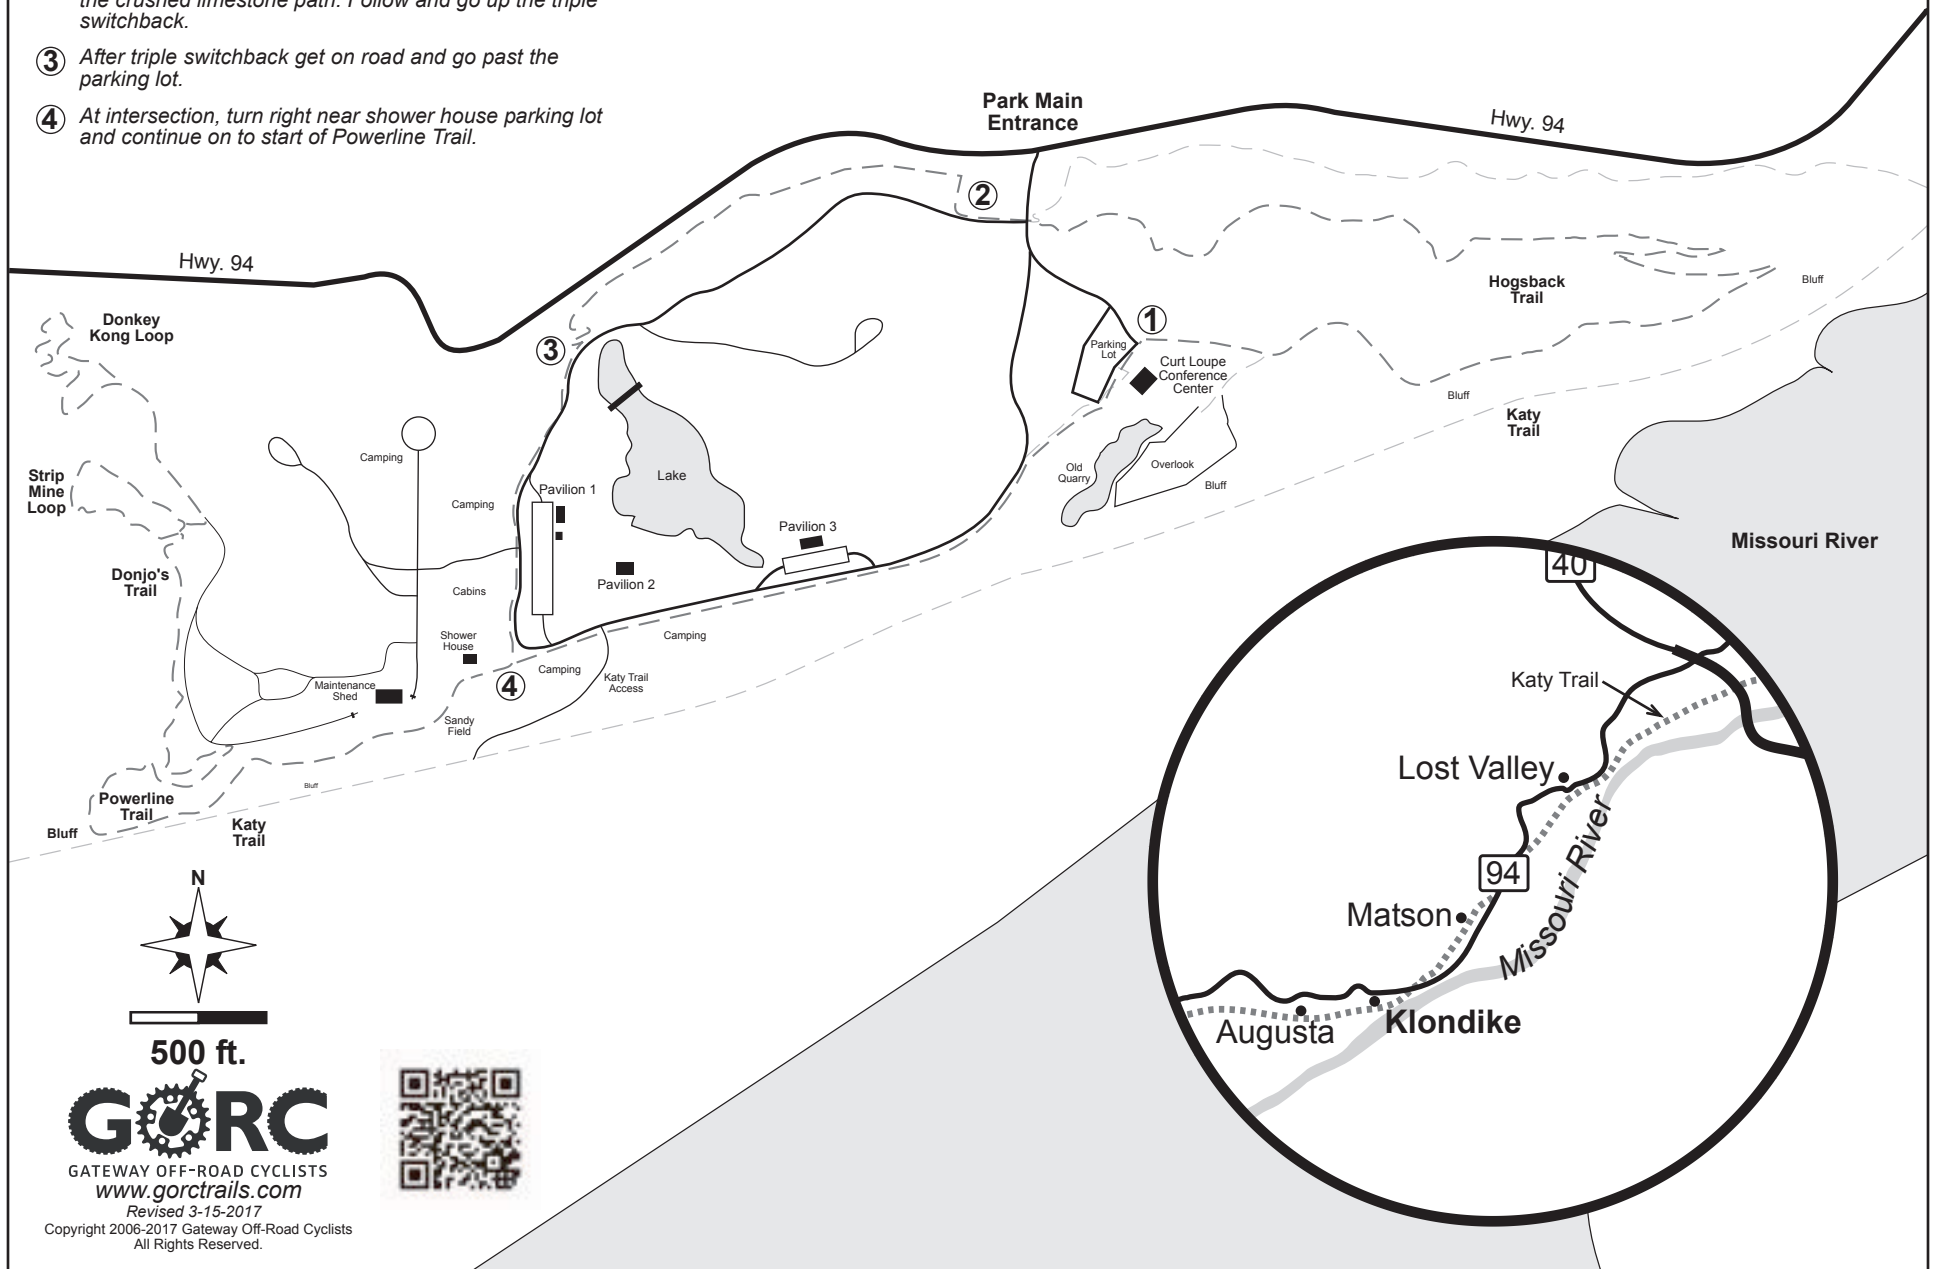 the crushed limestone path. Follow and go up the triple
switchback.
3 After triple switchback get on road and go past the
parking lot.
4 At intersection, turn right near shower house parking lot
and continue on to start of Powerline Trail.
Park Main
Entrance
Hwy. 94
2
Hwy. 94
Hogsback
Trail
Bluff
Donkey
Kong Loop
3
1
Parking
Lot
Curt Loupe
Conference
Center
Bluff
Katy
Trail
Camping
Strip
Mine
Loop
Lake
Old
Quarry
Overlook
Bluff
Camping
Pavilion 1
Pavilion 3
Missouri River
Donjo's
Trail
Cabins
Pavilion 2
Shower
House
Camping
4
Camping
Katy Trail
Access
Maintenance
Shed
Sandy
Field
Bluff
Powerline
Trail
Bluff
Katy
Trail
40
Katy Trail
Lost Valley
94
Missouri River
Matson
Augusta
Klondike
N
500 ft.
GORC
GATEWAY OFF-ROAD CYCLISTS
www.gorctrails.com
Revised 3-15-2017
Copyright 2006-2017 Gateway Off-Road Cyclists
All Rights Reserved.